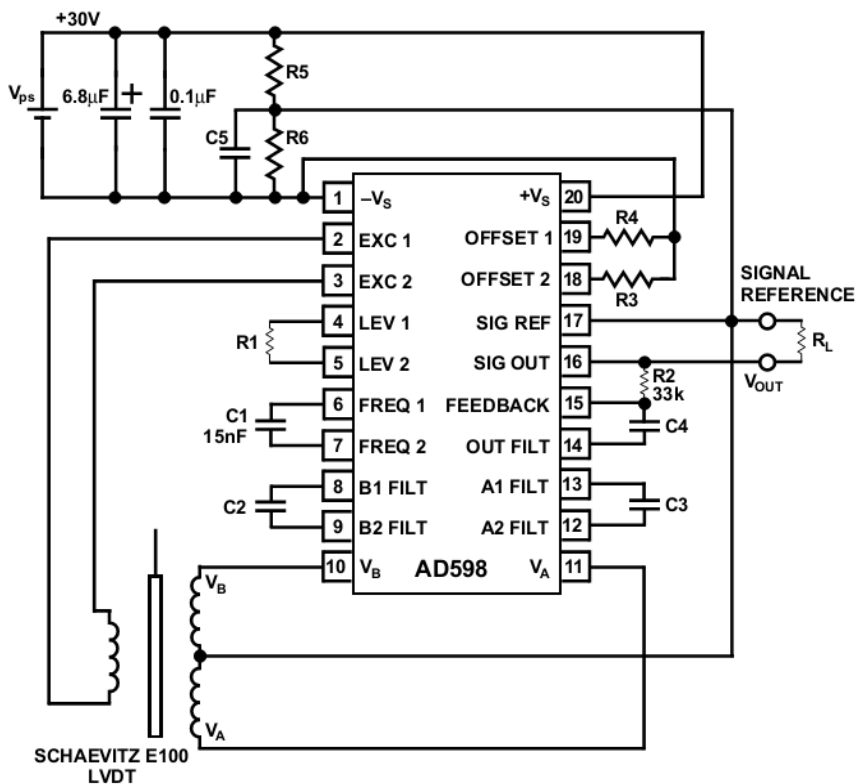 +30V
Vps
6.8μF
+
0.1μF
R5
C5
R6
1
–VS
+VS
20
2
EXC 1
OFFSET 1
19
R4
3
EXC 2
OFFSET 2
18
R3
SIGNAL
REFERENCE
R1
4
LEV 1
SIG REF
17
5
LEV 2
SIG OUT
16
RL
R2
33k
VOUT
C1
15nF
6
FREQ 1
FEEDBACK
15
7
FREQ 2
OUT FILT
14
C4
C2
8
B1 FILT
A1 FILT
13
C3
9
B2 FILT
A2 FILT
12
10
VB
AD598
VA
11
VB
VA
SCHAEVITZ E100
LVDT